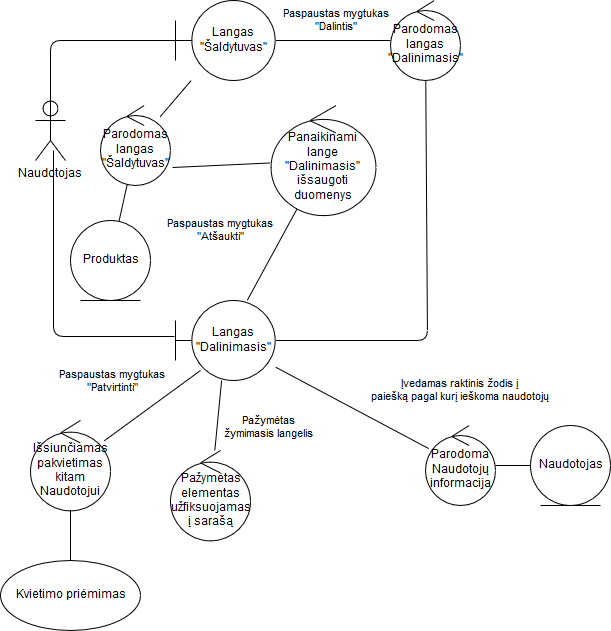 Paspaustas mygtukas
"Dalintis"
Langas
"Šaldytuvas"
Parodomas
langas
"Dalinimasis"
Naudotojas
Parodomas
langas
"Šaldytuvas"
Panaikinami
lange
"Dalinimasis"
išsaugoti
duomenys
Paspaustas mygtukas
"Atšaukti"
Produktas
Langas
"Dalinimasis"
Paspaustas mygtukas
"Patvirtinti"
Įvedamas raktinis žodis į
paiešką pagal kurį ieškoma naudotojų
Pažymėtas
žymimasis langelis
Išsiunčiamas
pakvietimas
kitam
Naudotojui
Pažymėtas
elementas
užfiksuojamas
į sarašą
Parodoma
Naudotojų
informacija
Naudotojas
Kvietimo priėmimas